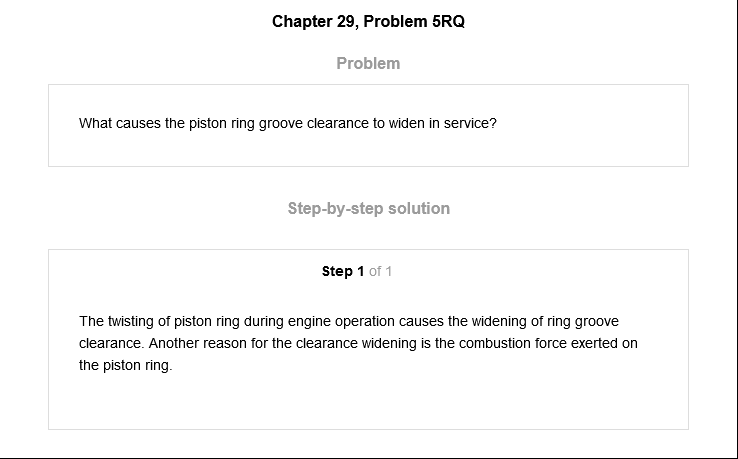 Chapter 29, Problem 5RQ
Problem
What causes the piston ring groove clearance to widen in service?
Step-by-step solution
Step 1 of 1
The twisting of piston ring during engine operation causes the widening of ring groove
clearance. Another reason for the clearance widening is the combustion force exerted on
the piston ring.